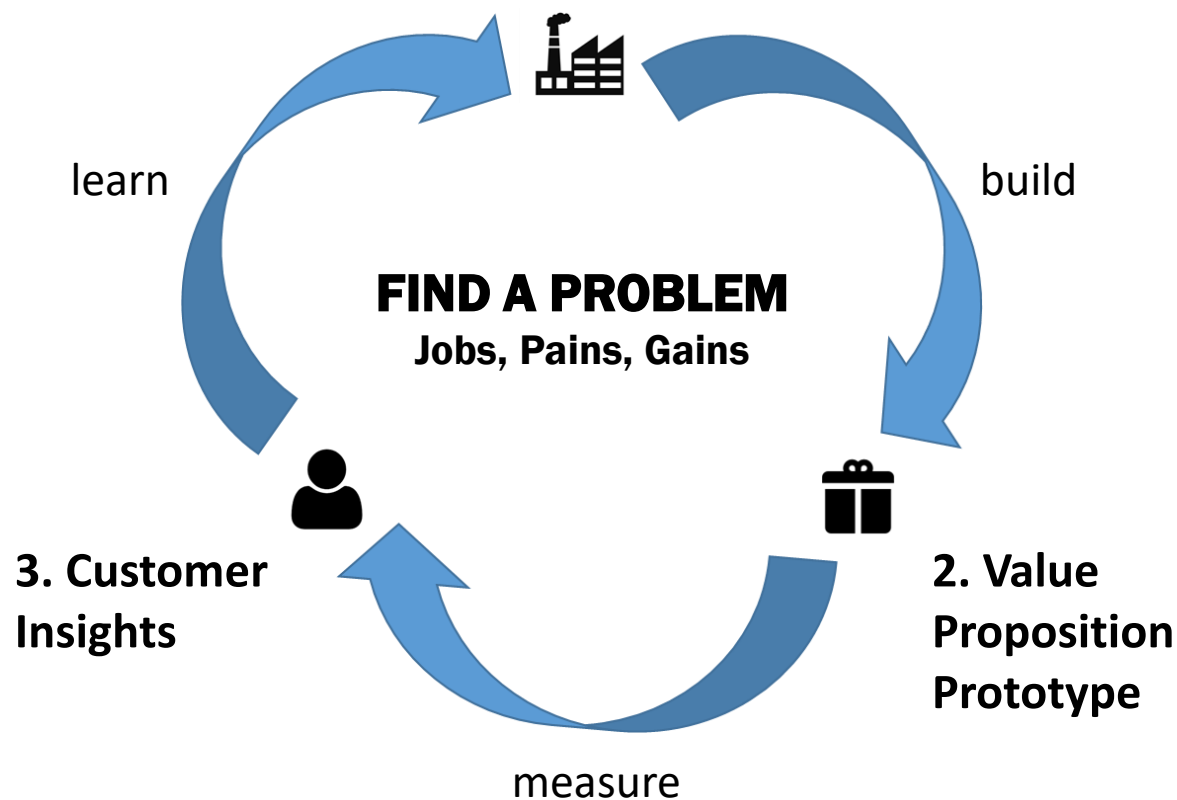 learn
build
FIND A PROBLEM
Jobs, Pains, Gains
3. Customer
Insights
2. Value
Proposition
Prototype
measure